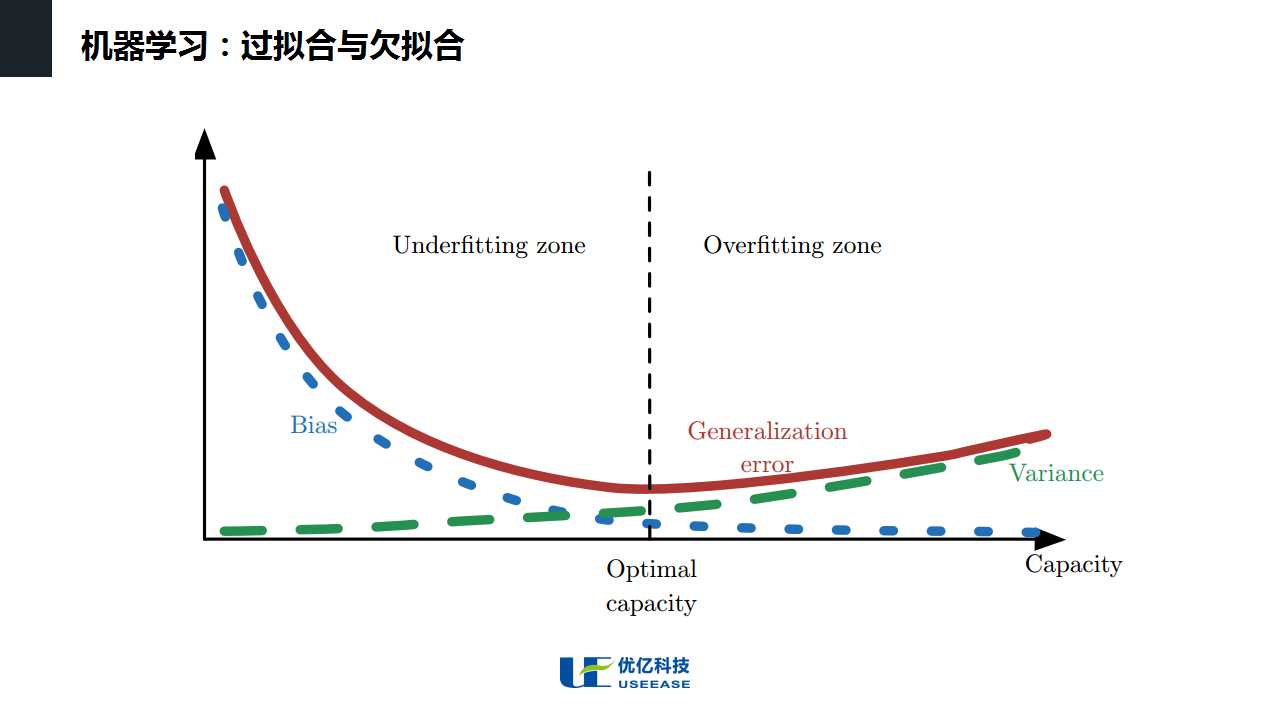 机器学习：过拟合与欠拟合
Underfitting zone
Overfitting zone
Bias
Generalization
error
Variance
Optimal
capacity
Capacity
优亿科技
USEEASE